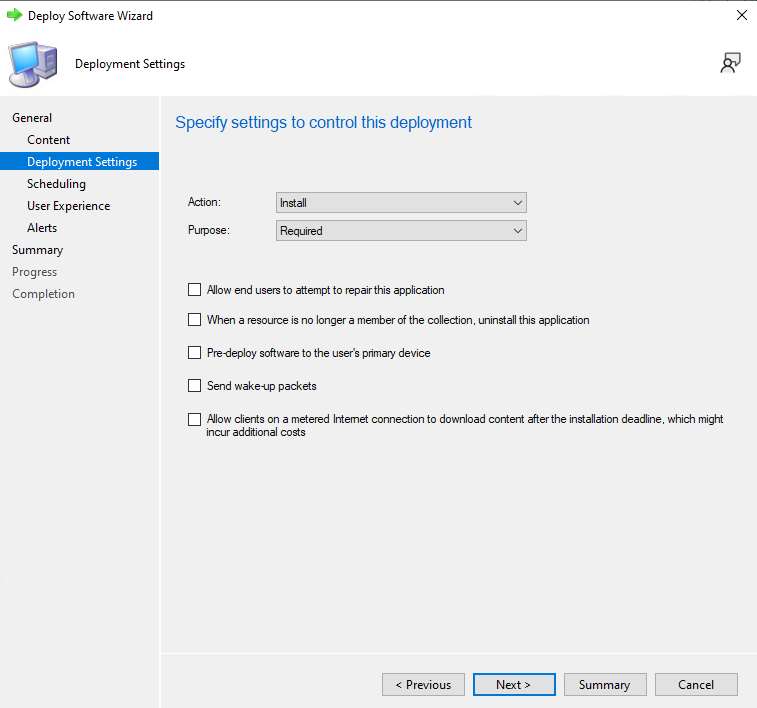 Deploy Software Wizard
Deployment Settings
General
Content
Deployment Settings
Scheduling
User Experience
Alerts
Summary
Progress
Completion
Specify settings to control this deployment
Action:
Install
Purpose:
Required
Allow end users to attempt to repair this application
When a resource is no longer a member of the collection, uninstall this application
Pre-deploy software to the user's primary device
Send wake-up packets
Allow clients on a metered Internet connection to download content after the installation deadline, which might
incur additional costs
< Previous
Next >
Summary
Cancel